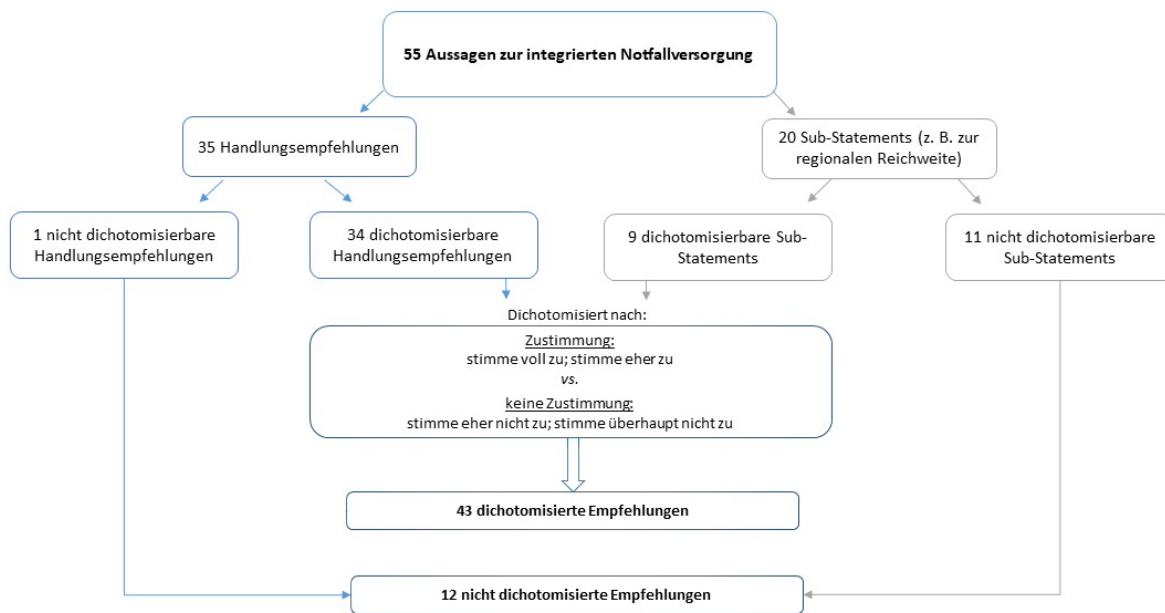 55 Aussagen zur integrierten Notfallversorgung
35 Handlungsempfehlungen
20 Sub-Statements (z. B. zur
regionalen Reichweite)
1 nicht dichotomisierbare
Handlungsempfehlungen
34 dichotomisierbare
Handlungsempfehlungen
9 dichotomisierbare Sub-
Statements
11 nicht dichotomisierbare
Sub-Statements
Dichotomisiert nach:
Zustimmung:
stimme voll zu; stimme eher zu
vs.
keine Zustimmung:
stimme eher nicht zu; stimme überhaupt nicht zu
43 dichotomisierte Empfehlungen
12 nicht dichotomisierte Empfehlungen